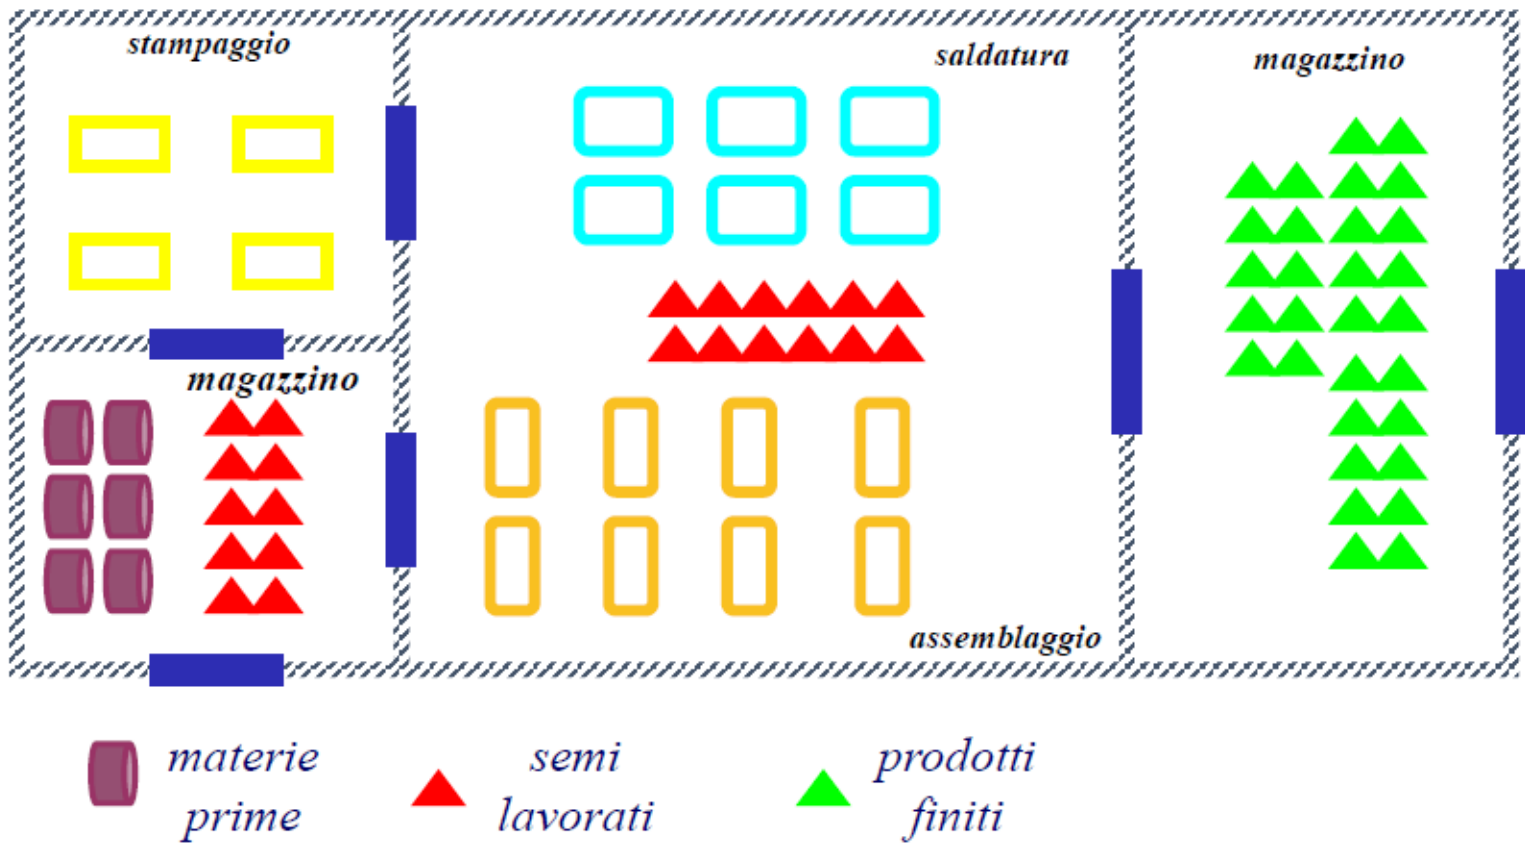 stampaggio
saldatura
magazzino
magazzino
assemblaggio
materie
prime
semi
lavorati
prodotti
finiti